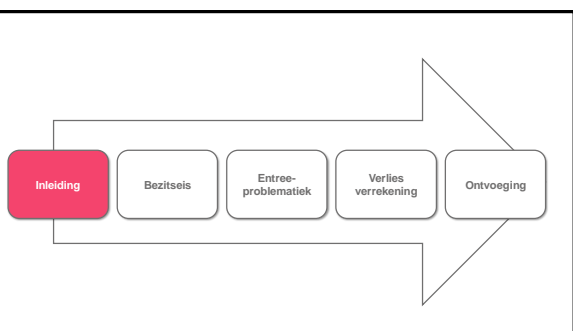 Inleiding
Bezitseis
Entree-
problematiek
Verlies
verrekening
Ontvoeging